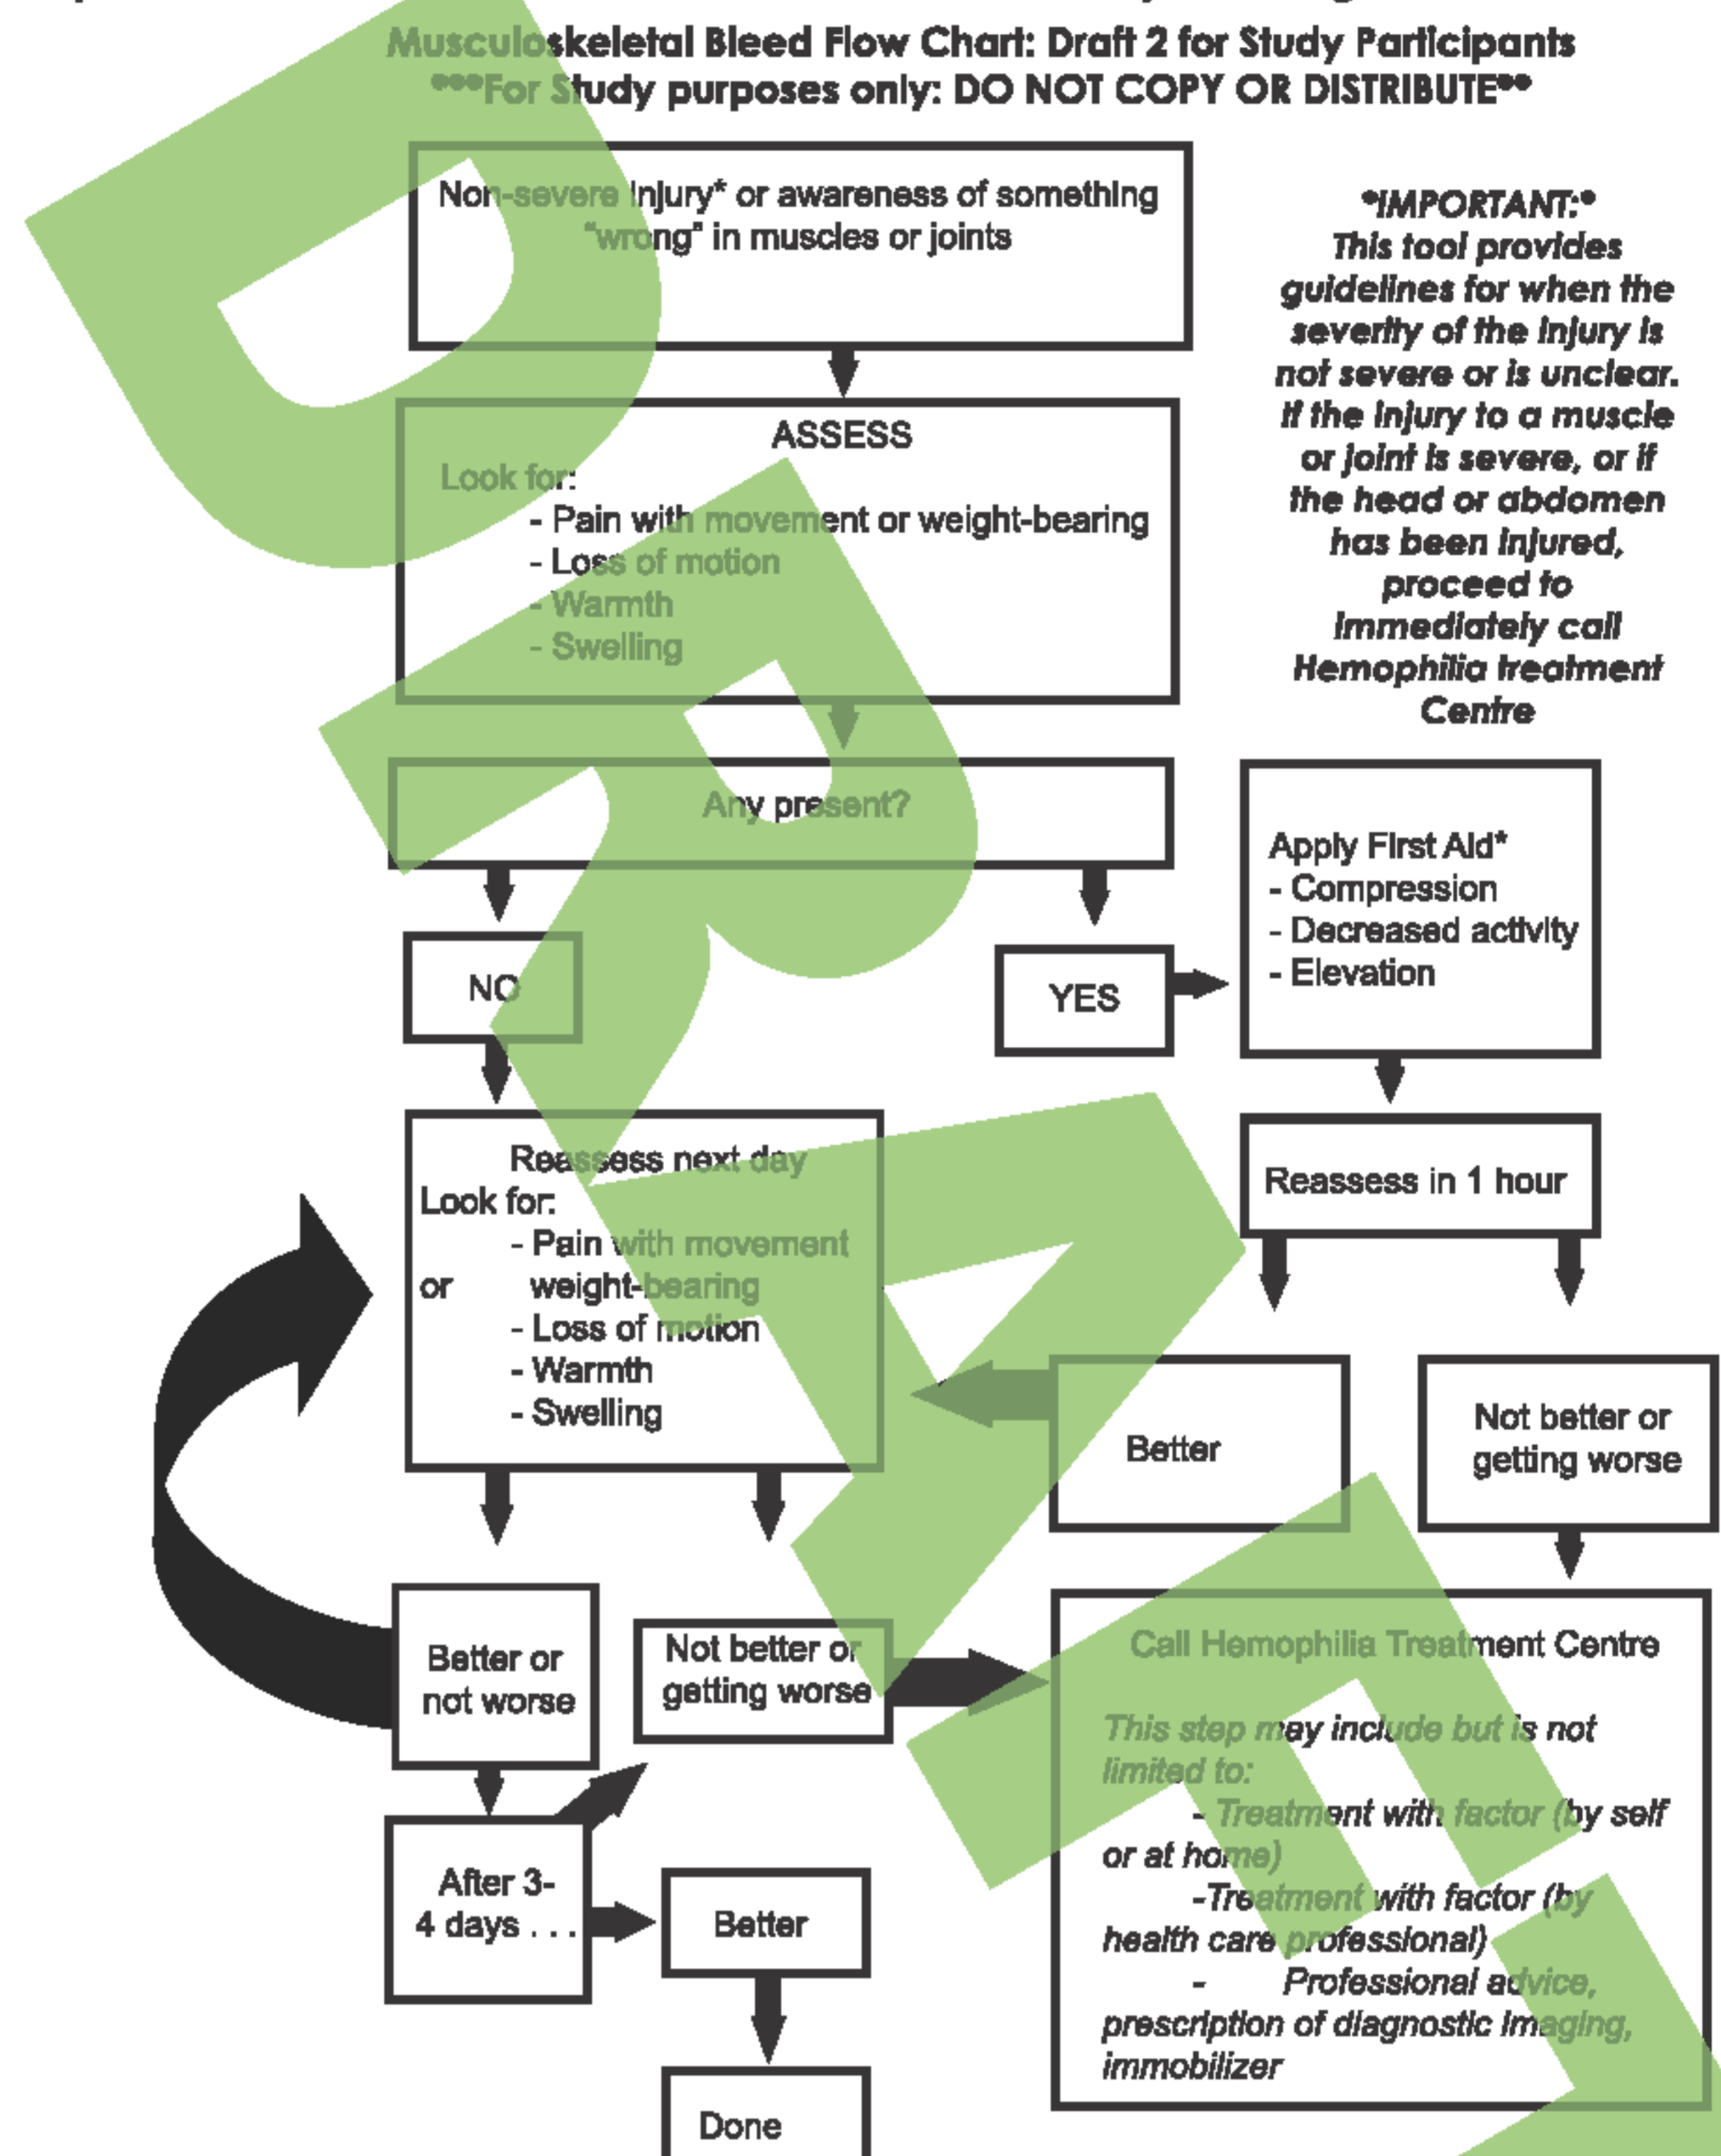 Musculoskeletal Bleed Flow Chart: Draft 2 for Study Participants
***For Study purposes only: DO NOT COPY OR DISTRIBUTE**
Non-severe injury* or awareness of something
"wrong" in muscles or joints
*IMPORTANT:*
This tool provides
guidelines for when the
severity of the injury is
not severe or is unclear.
If the injury to a muscle
or joint is severe, or if
the head or abdomen
has been injured,
proceed to
immediately call
Hemophilia treatment
Centre
ASSESS
Look for:
- Pain with movement or weight-bearing
- Loss of motion
- Warmth
- Swelling
Any present?
NO
YES
Apply First Aid*
- Compression
- Decreased activity
- Elevation
Reassess in 1 hour
Reassess next day
Look for:
- Pain with movement
or weight-bearing
- Loss of motion
- Warmth
- Swelling
Better
Not better or
getting worse
Better or
not worse
Not better or
getting worse
Call Hemophilia Treatment Centre
This step may include but is not
limited to:
- Treatment with factor (by self
or at home)
-Treatment with factor (by
health care professional)
- Professional advice,
prescription of diagnostic imaging,
immobilizer
After 3-
4 days . . .
Better
Done
DRAFT